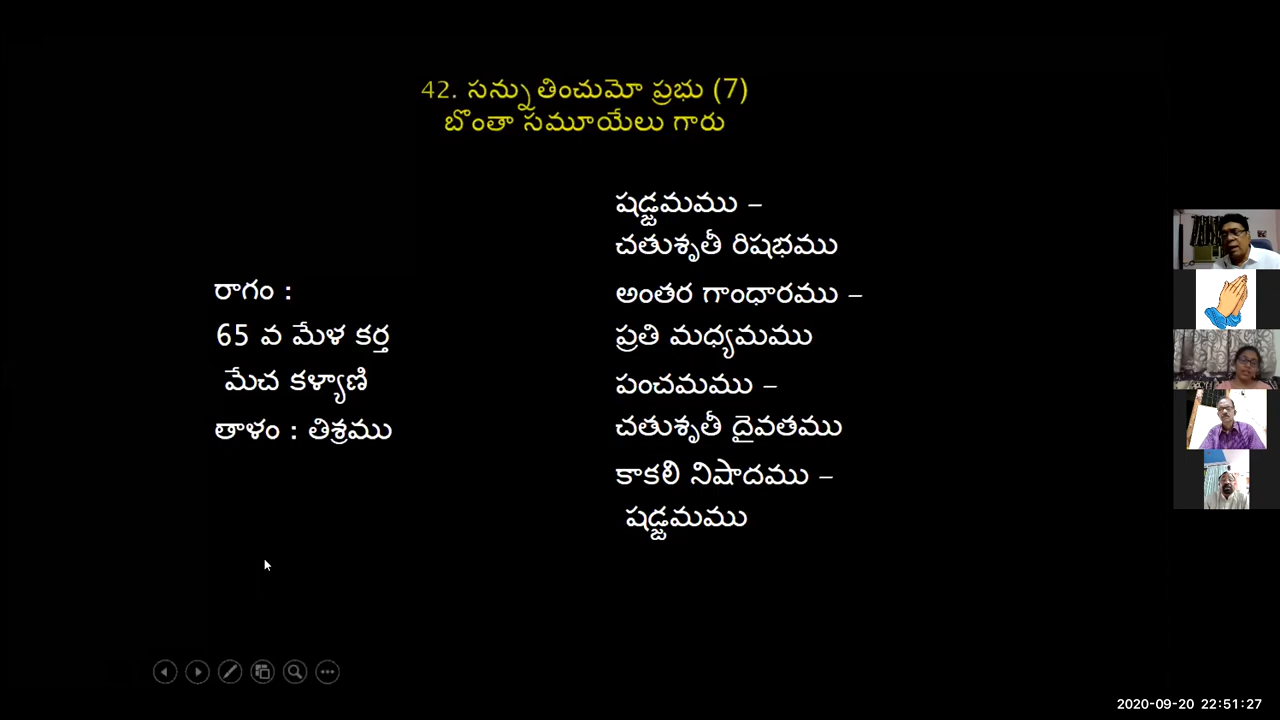 42. సన్నుతించుమో ప్రభు (7)
బొంతా సమూయేలు గారు
రాగం :
65 వ మేళ కర్త
మేచ కళ్యాణి
తాళం : తిశ్రము
షడ్జమము –
చతుశృతీ రిషభము
అంతర గాంధారము –
ప్రతి మధ్యమము
పంచమము –
చతుశృతీ దైవతము
కాకలి నిషాదము –
షడ్జమము
2020-09-20 22:51:27